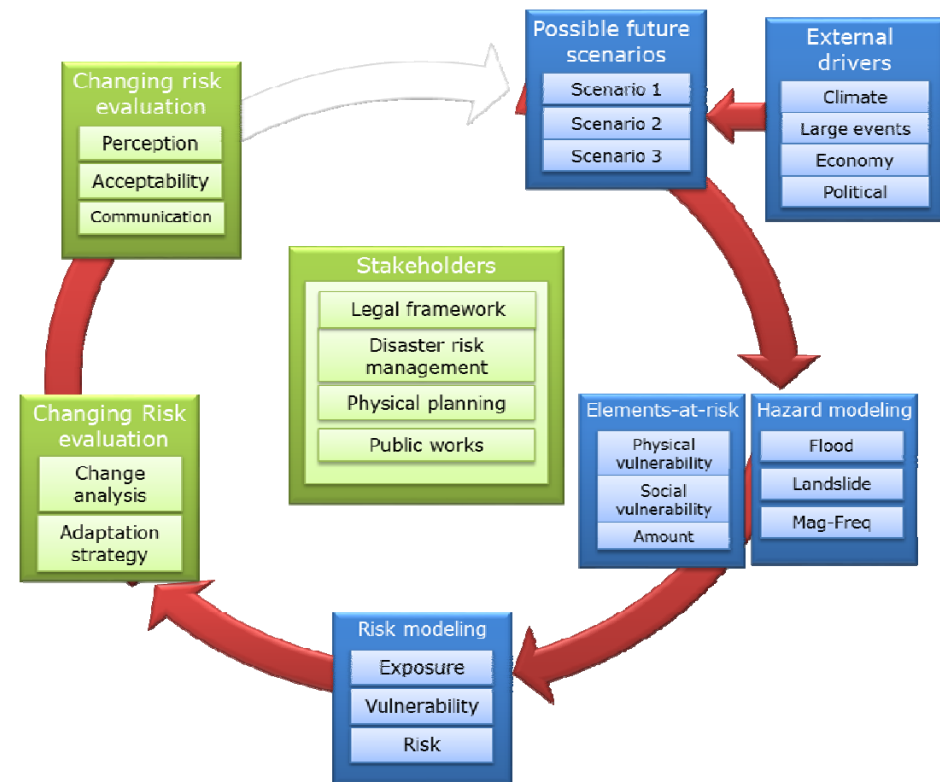 Changing risk
evaluation
Perception
Acceptability
Communication
Possible future
scenarios
Scenario 1
Scenario 2
Scenario 3
External
drivers
Climate
Large events
Economy
Political
Stakeholders
Legal framework
Disaster risk
management
Physical planning
Public works
Elements-at-risk
Physical
vulnerability
Social
vulnerability
Amount
Hazard modeling
Flood
Landslide
Mag-Freq
Changing Risk
evaluation
Change
analysis
Adaptation
strategy
Risk modeling
Exposure
Vulnerability
Risk